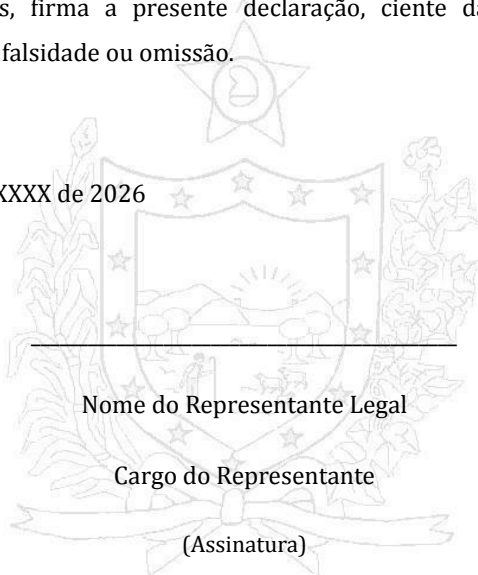 s, firma a presente declaração, ciente da
falsidade ou omissão.
XXXX de 2026
Nome do Representante Legal
Cargo do Representante
(Assinatura)